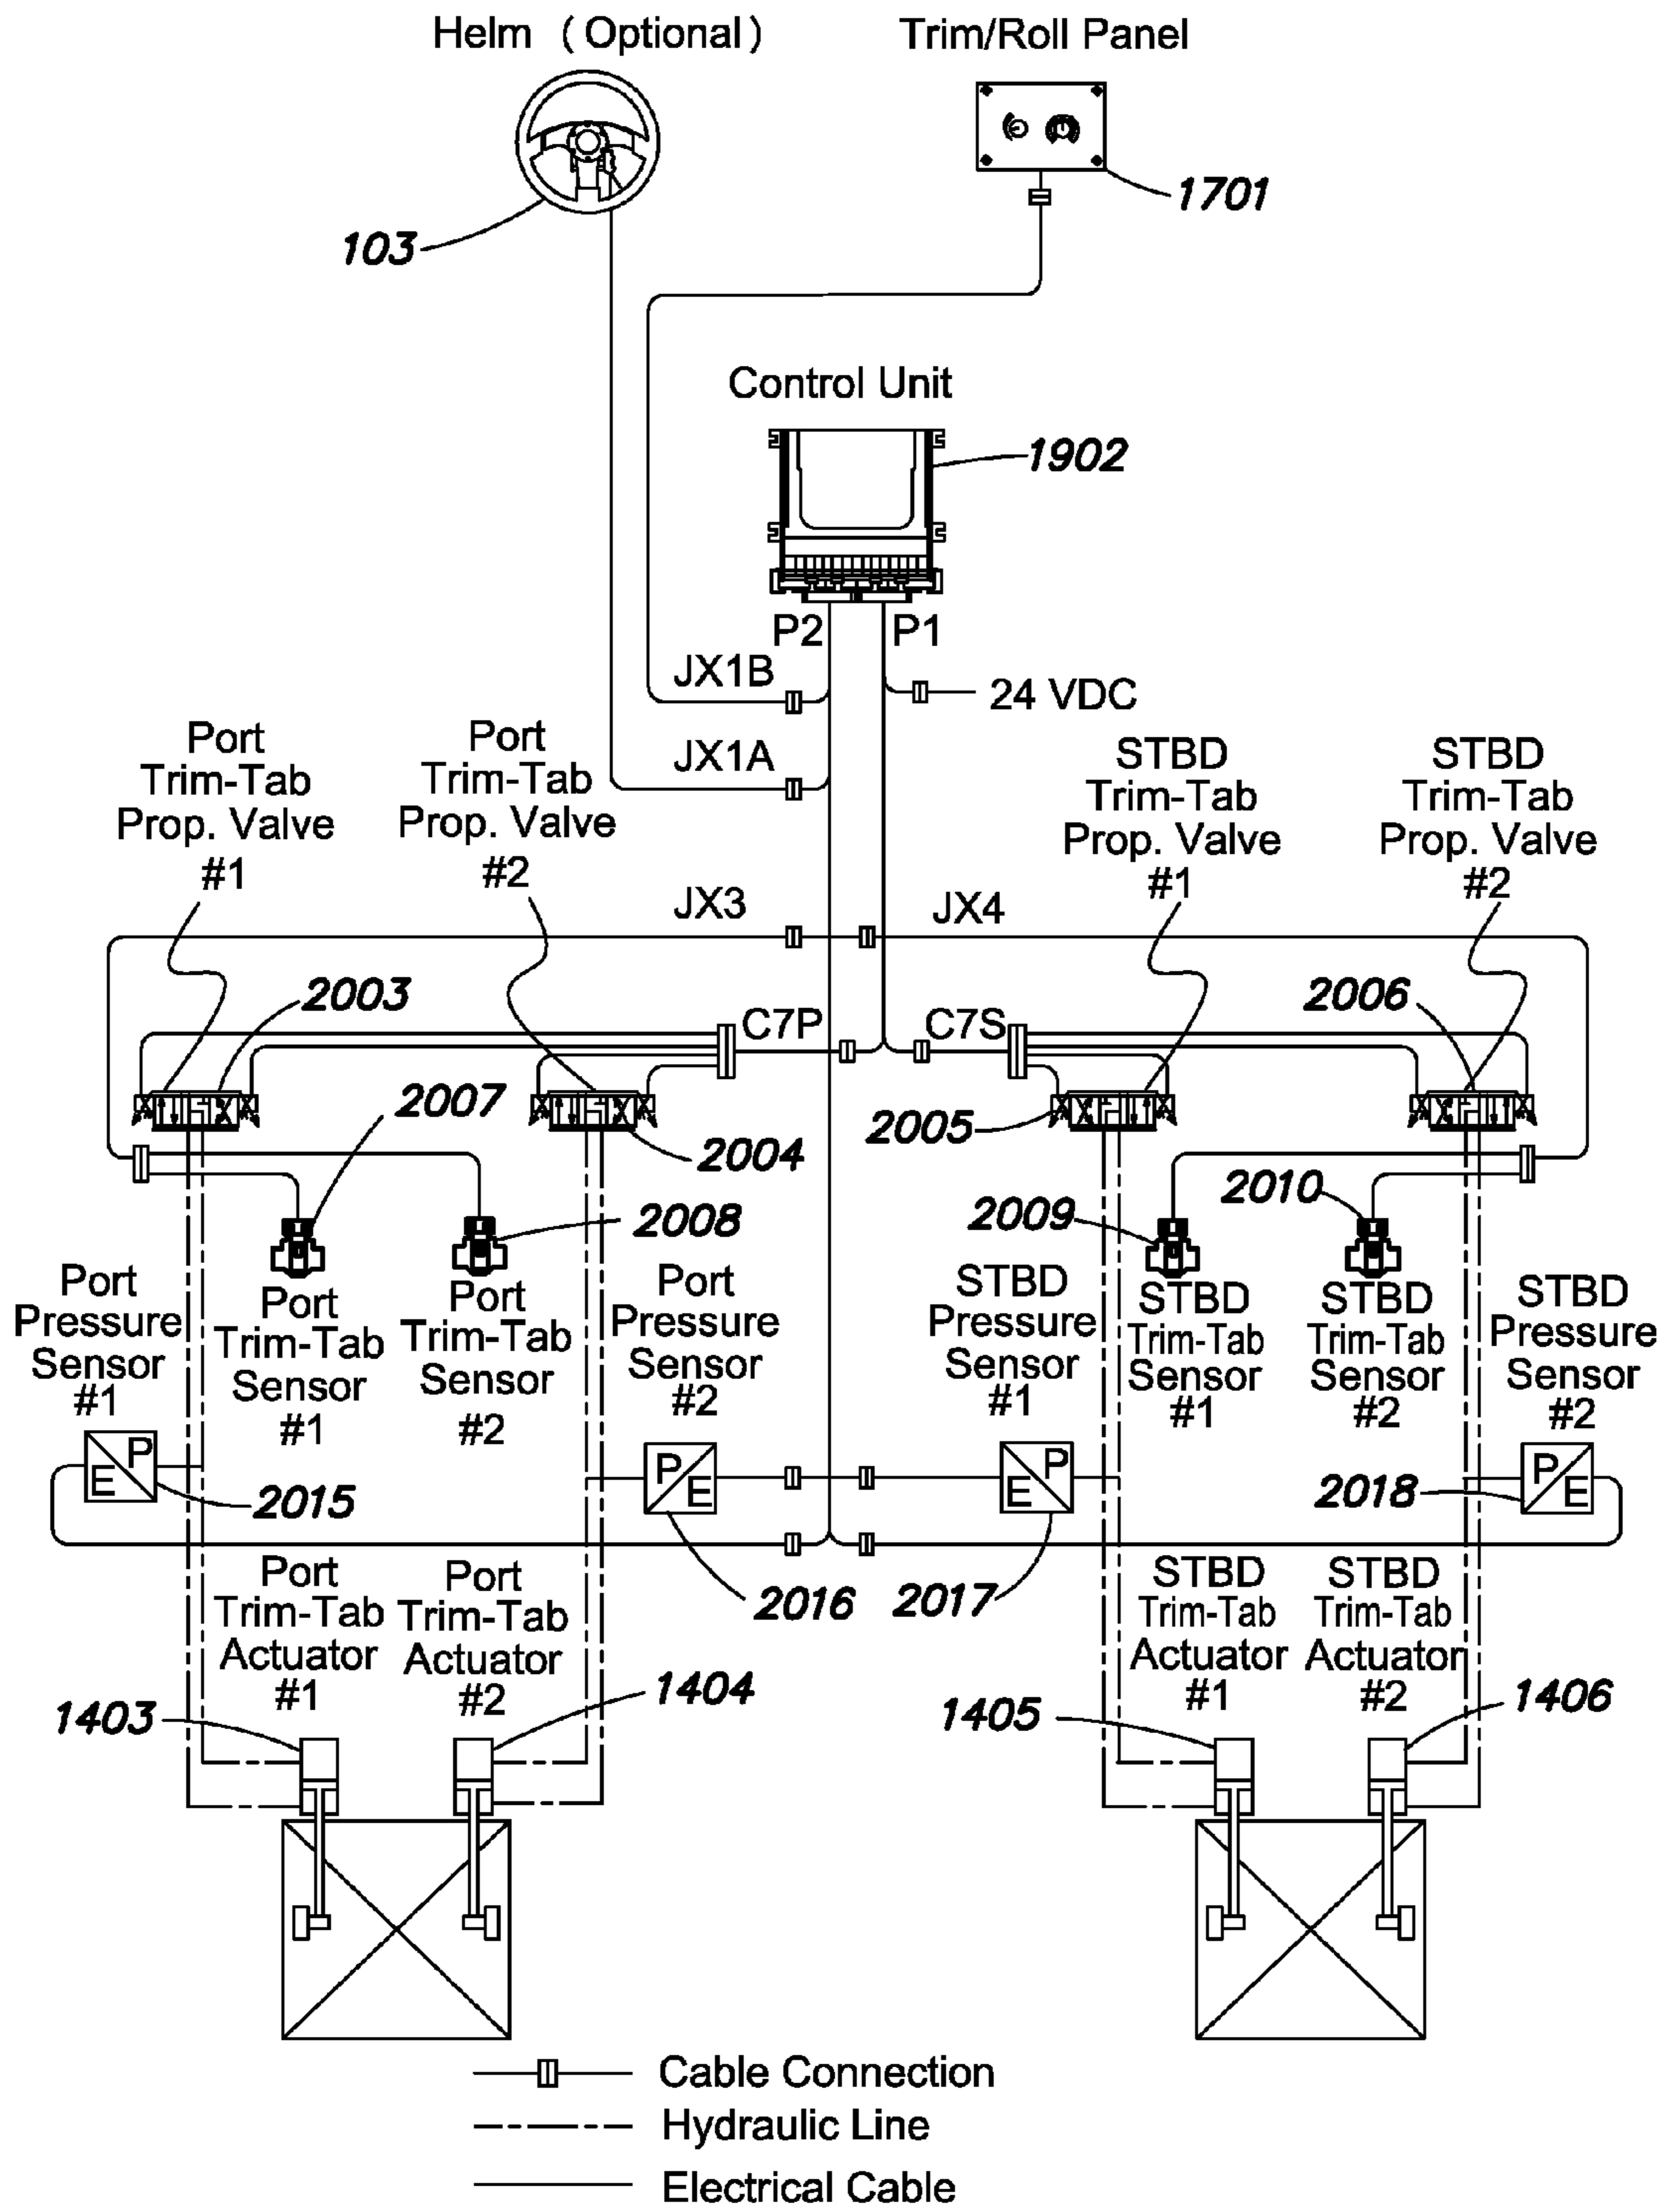 Helm (Optional)
Trim/Roll Panel
103
1701
Control Unit
1902
P2
P1
JX1B
24 VDC
JX1A
Port
Trim-Tab
Prop. Valve
#1
Port
Trim-Tab
Prop. Valve
#2
STBD
Trim-Tab
Prop. Valve
#1
STBD
Trim-Tab
Prop. Valve
#2
JX3
JX4
2003
2006
C7P
C7S
2007
2004
2005
2008
2009
2010
Port
Pressure
Sensor
#1
Port
Trim-Tab
Sensor
#1
Port
Trim-Tab
Sensor
#2
Port
Pressure
Sensor
#2
STBD
Pressure
Sensor
#1
STBD
Trim-Tab
Sensor
#1
STBD
Trim-Tab
Sensor
#2
STBD
Pressure
Sensor
#2
P
E
P
E
P
E
P
E
2015
2018
2016
2017
Port
Trim-Tab
Actuator
#1
Port
Trim-Tab
Actuator
#2
STBD
Trim-Tab
Actuator
#1
STBD
Trim-Tab
Actuator
#2
1403
1404
1405
1406
Cable Connection
Hydraulic Line
Electrical Cable